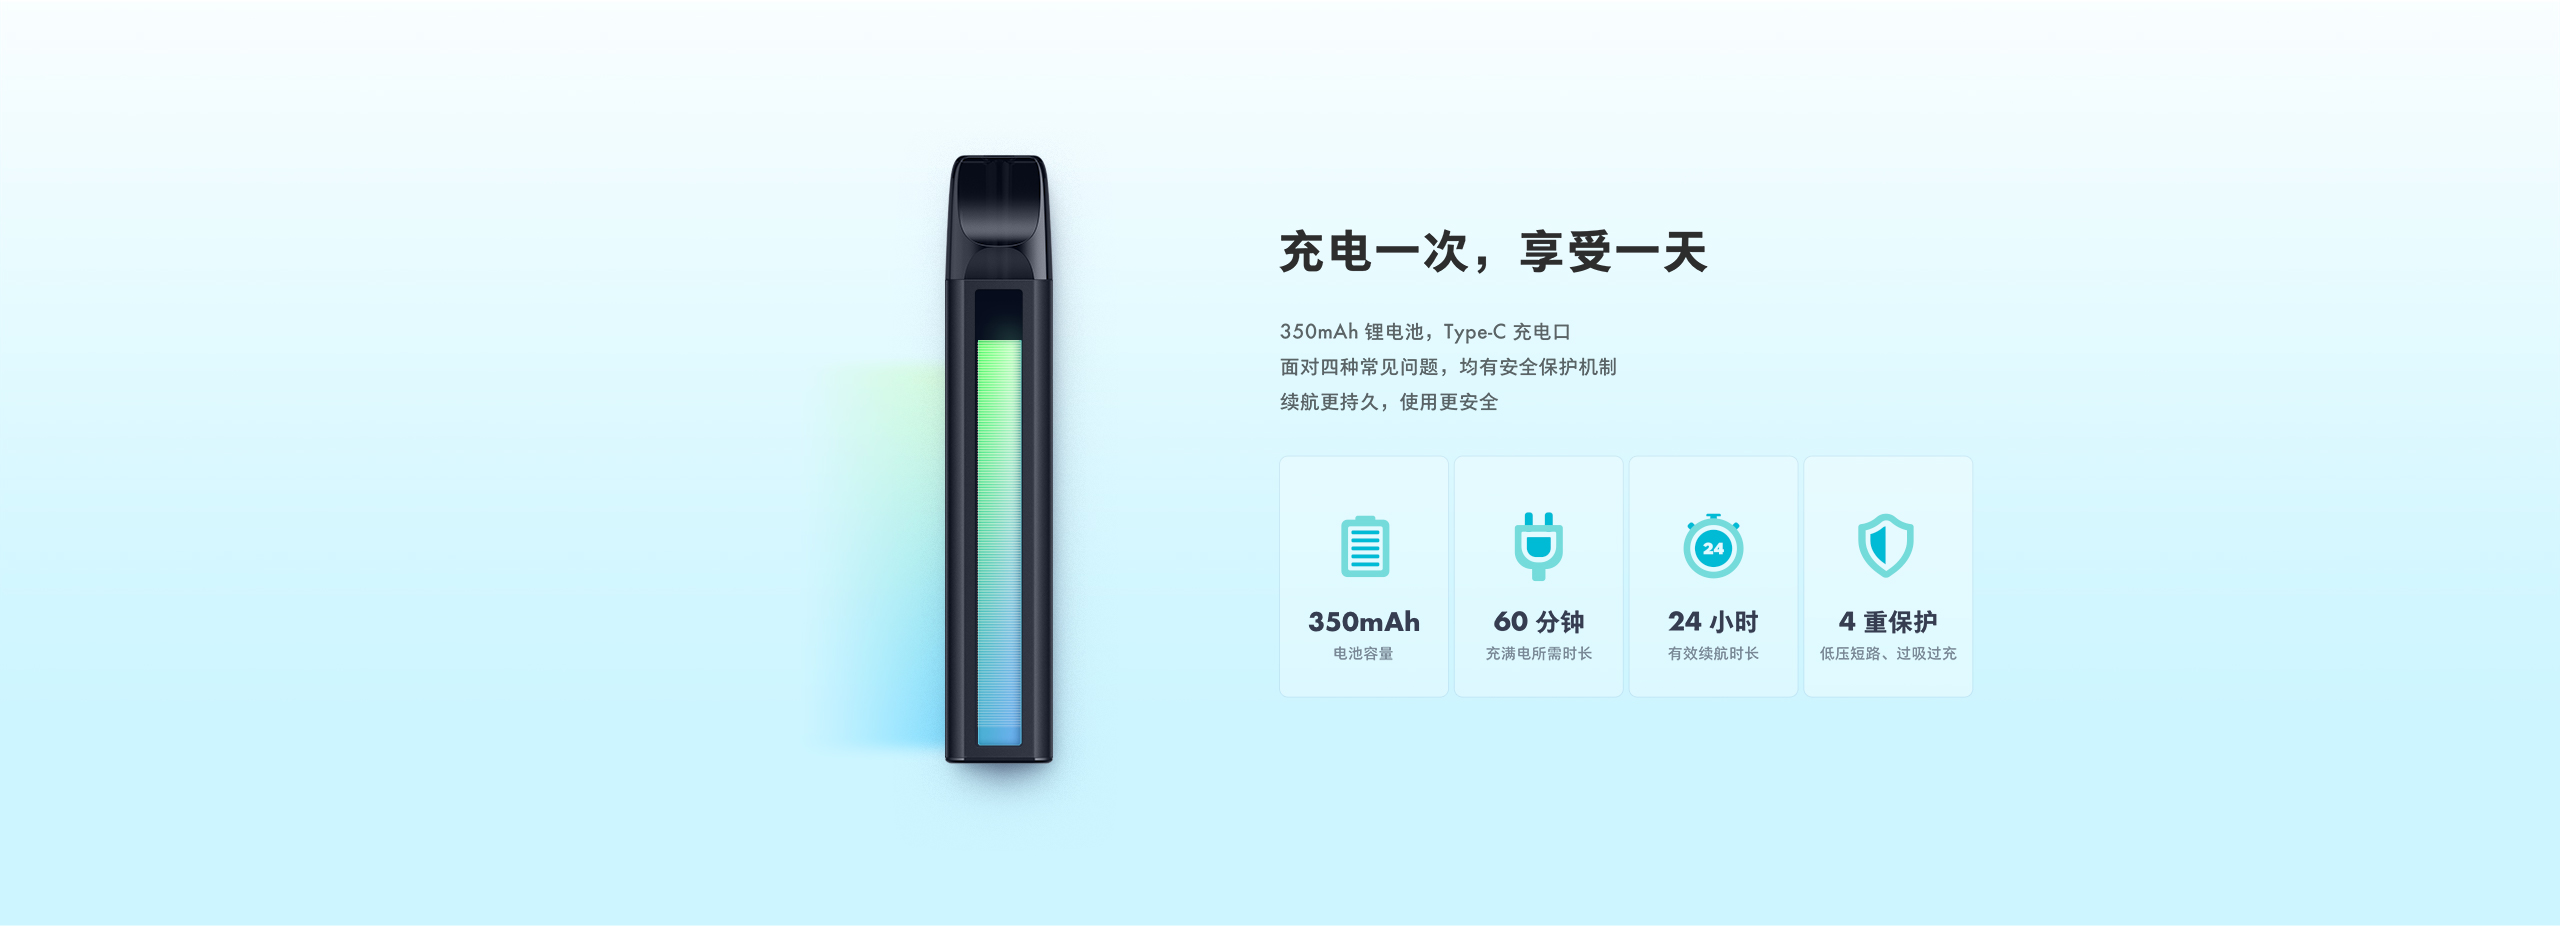 充电一次，享受一天
350mAh 锂电池，Type-C 充电口
面对四种常见问题，均有安全保护机制
续航更持久，使用更安全
24
350mAh
电池容量
60 分钟
充满电所需时长
24 小时
有效续航时长
4 重保护
低压短路、过吸过充